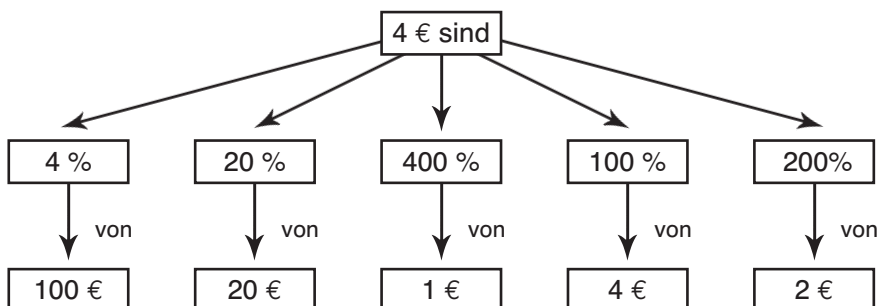 4 € sind
4 % 20 % 400 % 100 % 200%
von von von von von
100 € 20 € 1 € 4 € 2 €